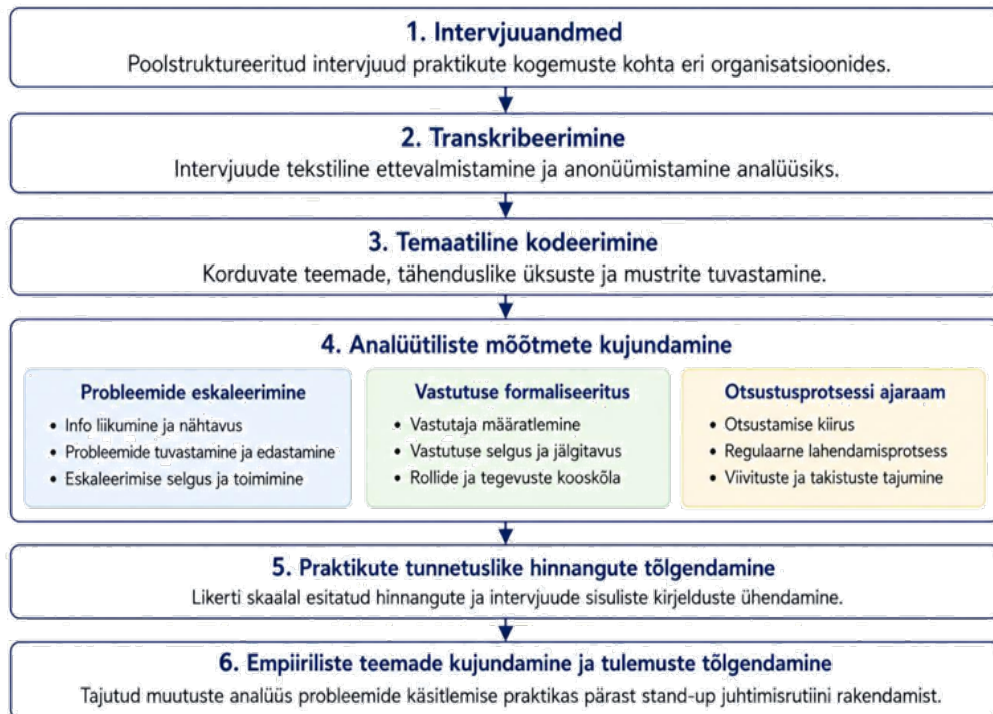 1. Intervjuuandmed
Poolstruktureeritud intervjuud praktikute kogemuste kohta eri organisatsioonides.
2. Transkribeerimine
Intervjuude tekstiline ettevalmistamine ja anonüümistamine analüüsiks.
3. Temaatiline kodeerimine
Korduvate teemade, tähenduslike üksuste ja mustrite tuvastamine.
4. Analüütiliste mõõtmete kujundamine
Probleemide eskaleerimine
• Info liikumine ja nähtavus
• Probleemide tuvastamine ja edastamine
• Eskaleerimise selgus ja toimimine
Vastutuse formaliseeritus
• Vastutaja määratlemine
• Vastutuse selgus ja jälgitavus
• Rollide ja tegevuste kooskõla
Otsustusprotsessi ajaraam
• Otsustamise kiirus
• Regulaarne lahendamisprotsess
• Viivituste ja takistuste tajumine
5. Praktikute tunnetuslike hinnangute tõlgendamine
Likerti skaalal esitatud hinnangute ja intervjuude sisuliste kirjelduste ühendamine.
6. Empiiriliste teemade kujundamine ja tulemuste tõlgendamine
Tajutud muutuste analüüs probleemide käsitlemise praktikas pärast stand-up juhtimisrutiini rakendamist.